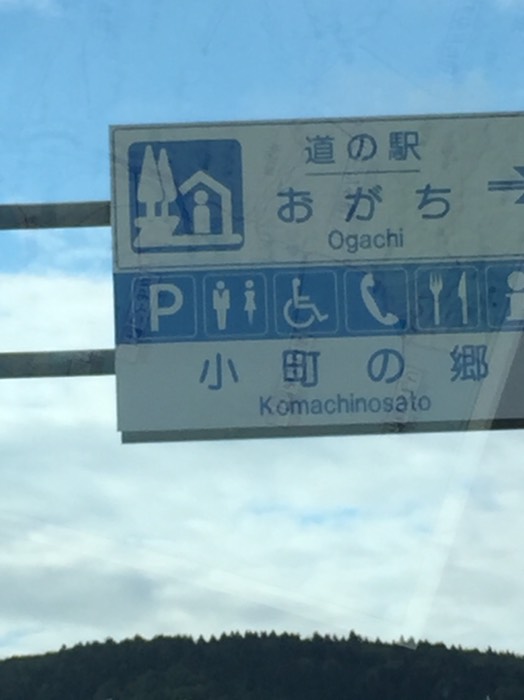 道の駅
おがち
Ogachi
P
小町の郷
Komachinosato